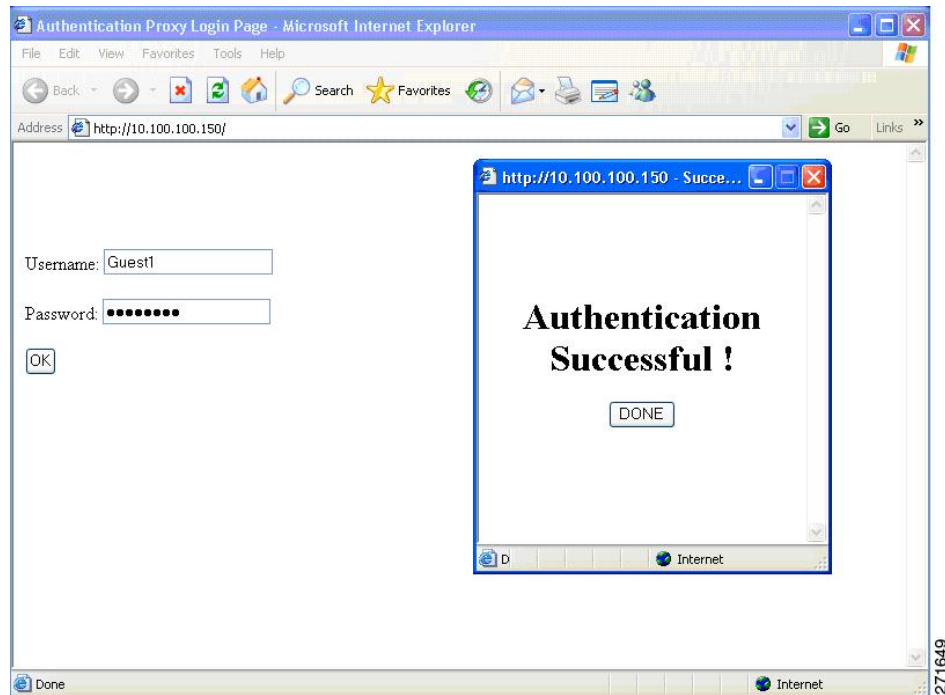 Authentication Proxy Login Page - Microsoft Internet Explorer
File Edit View Favorites Tools Help
Back Search Favorites
Address http://10.100.100.150/ Go Links »
http://10.100.100.150 - Succe...
Username: Guest1
Password: ●●●●●●●●
OK
Authentication
Successful !
DONE
D Internet
Done Internet
271649